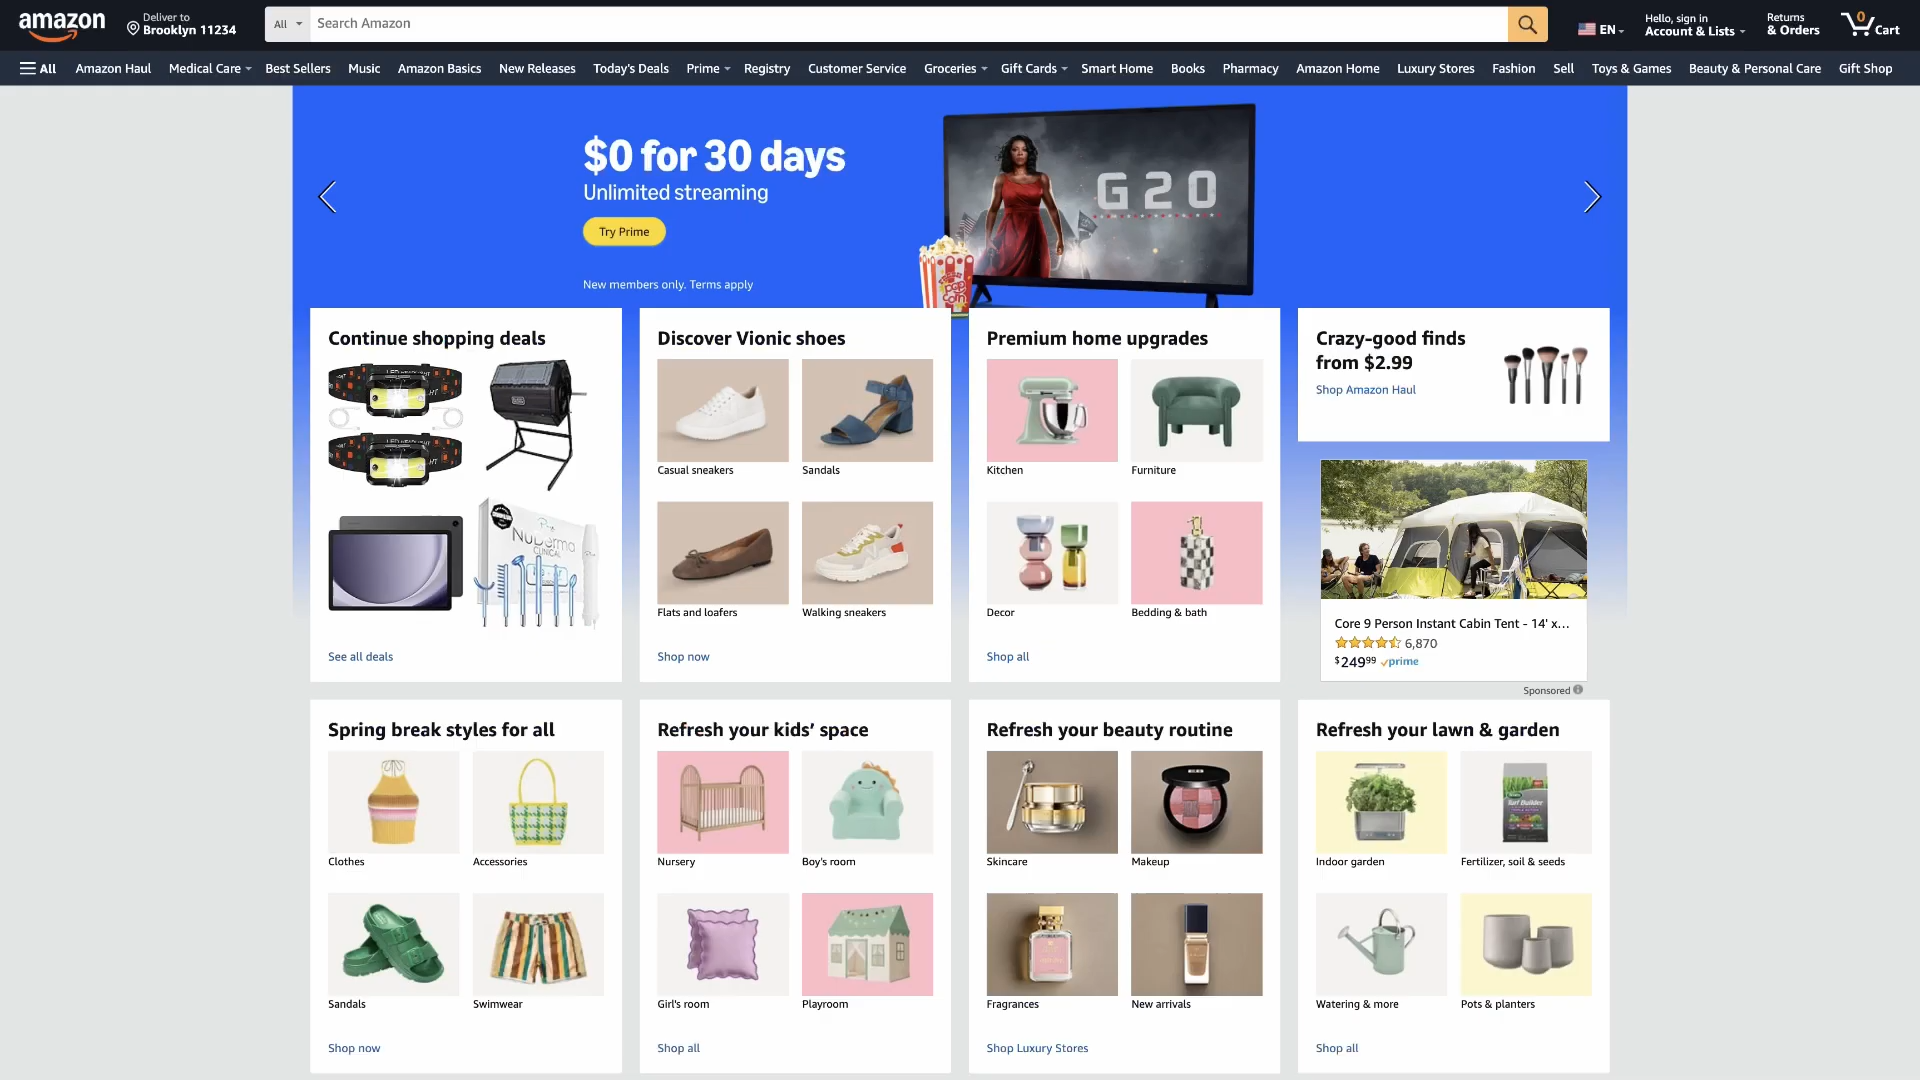 amazon
Deliver to
Brooklyn 11234
All
Search Amazon
EN
Hello, sign in
Account & Lists
Returns
& Orders
0
Cart
All
Amazon Haul
Medical Care
Best Sellers
Music
Amazon Basics
New Releases
Today's Deals
Prime
Registry
Customer Service
Groceries
Gift Cards
Smart Home
Books
Pharmacy
Amazon Home
Luxury Stores
Fashion
Sell
Toys & Games
Beauty & Personal Care
Gift Shop
$0 for 30 days
Unlimited streaming
Try Prime
New members only. Terms apply
G20
Continue shopping deals
LED HEADLIGHT
NuDerma
CLINICAL
See all deals
Discover Vionic shoes
Casual sneakers
Sandals
Flats and loafers
Walking sneakers
Shop now
Premium home upgrades
Kitchen
Furniture
Decor
Bedding & bath
Shop all
Crazy-good finds
from $2.99
Shop Amazon Haul
Core 9 Person Instant Cabin Tent - 14' x...
6,870
$249.99 prime
Sponsored
Spring break styles for all
Clothes
Accessories
Sandals
Swimwear
Shop now
Refresh your kids’ space
Nursery
Boy's room
Girl's room
Playroom
Shop all
Refresh your beauty routine
Skincare
Makeup
Fragrances
New arrivals
Shop Luxury Stores
Refresh your lawn & garden
Indoor garden
Turf Builder
Fertilizer, soil & seeds
Watering & more
Pots & planters
Shop all